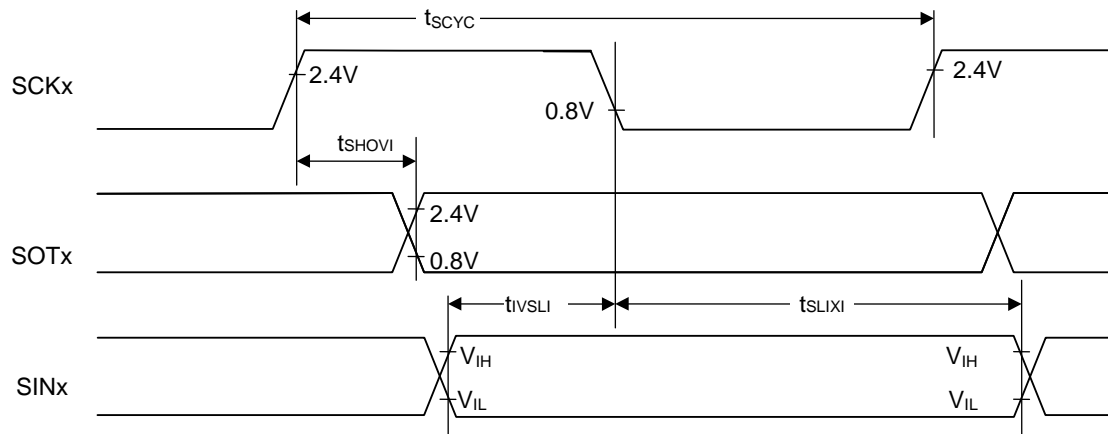 tSCYC
SCKx
2.4V
0.8V
2.4V
tSHOVI
SOTx
2.4V
0.8V
tIVSLI
tSLIXI
SINx
VIH
VIH
VIL
VIL